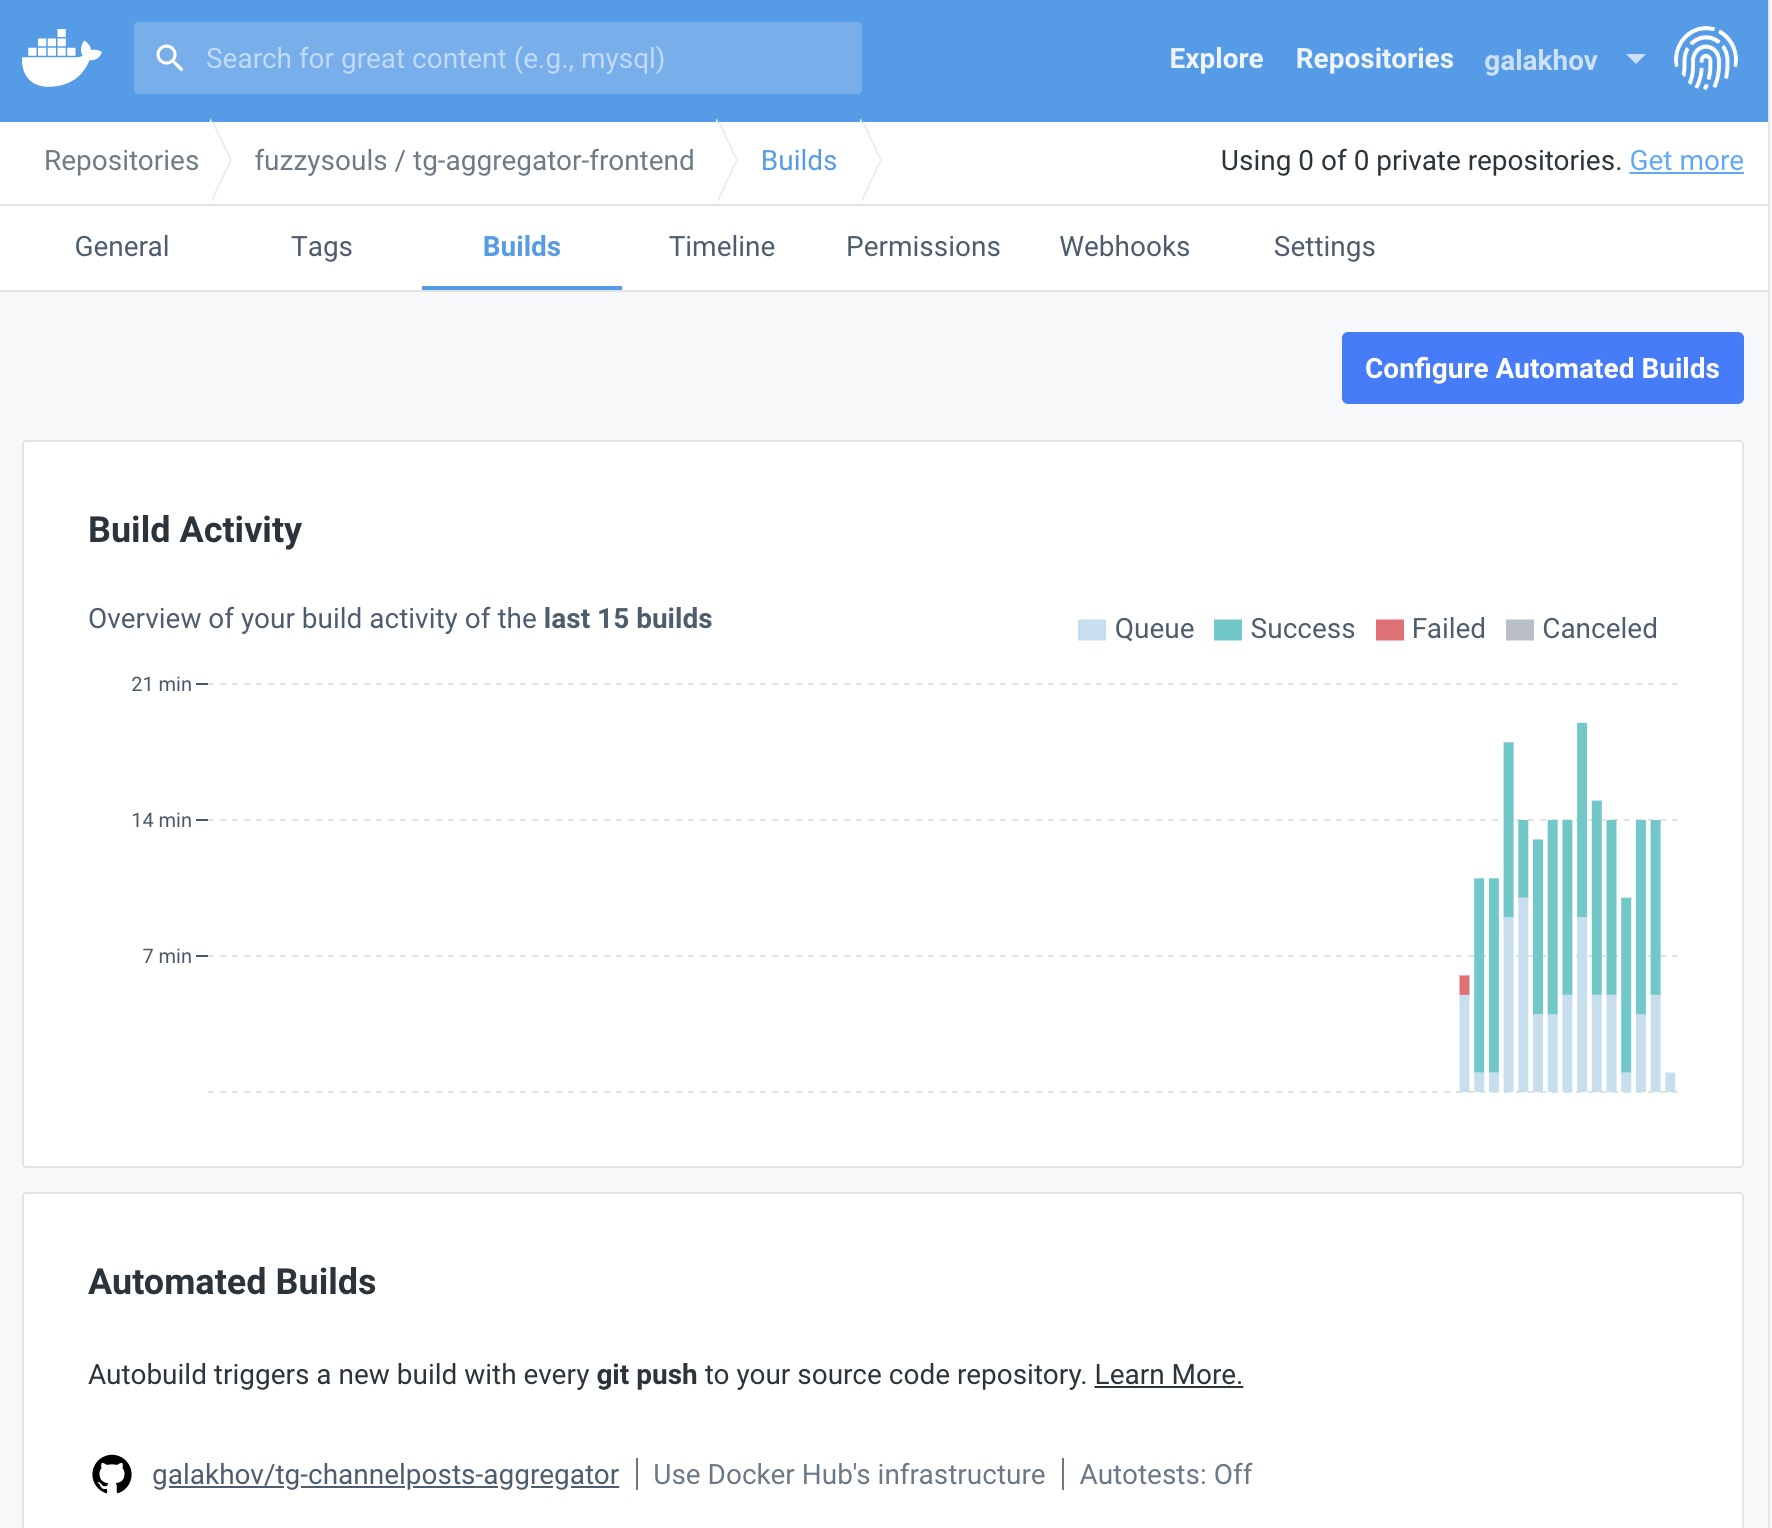 Search for great content (e.g., mysql)
Explore Repositories galakhov
Repositories fuzzysouls / tg-aggregator-frontend Builds Using 0 of 0 private repositories. Get more
General Tags Builds Timeline Permissions Webhooks Settings
Configure Automated Builds
Build Activity
Overview of your build activity of the last 15 builds
Queue Success Failed Canceled
21 min
14 min
7 min
Automated Builds
Autobuild triggers a new build with every git push to your source code repository. Learn More.
galakhov/tg-channelposts-aggregator Use Docker Hub's infrastructure Autotests: Off